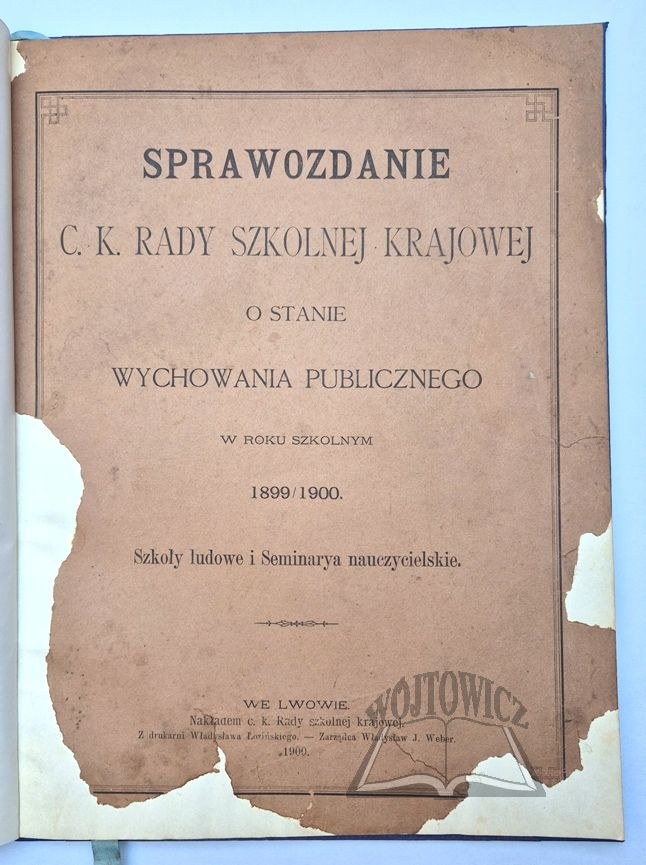 SPRAWOZDANIE
C. K. RADY SZKOLNEJ KRAJOWEJ
O STANIE
WYCHOWANIA PUBLICZNEGO
W ROKU SZKOLNYM
1899/1900.
Szkoły ludowe i Seminarya nauczycielskie.
WE LWOWIE.
Nakładem c. k. Rady szkolnej krajowej.
Z drukarni Władysława Łozińskiego. — Zarządca Władysław J. Weber.
1900.
WÓJTOWICZ